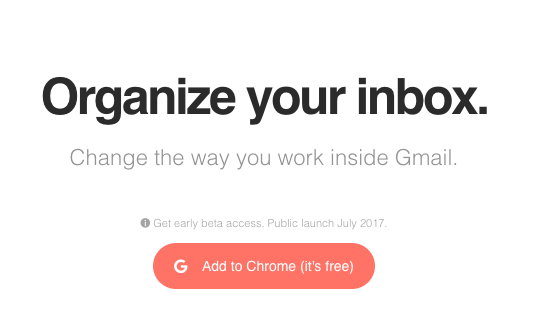 Organize your inbox.
Change the way you work inside Gmail.
Get early beta access. Public launch July 2017.
Add to Chrome (it's free)